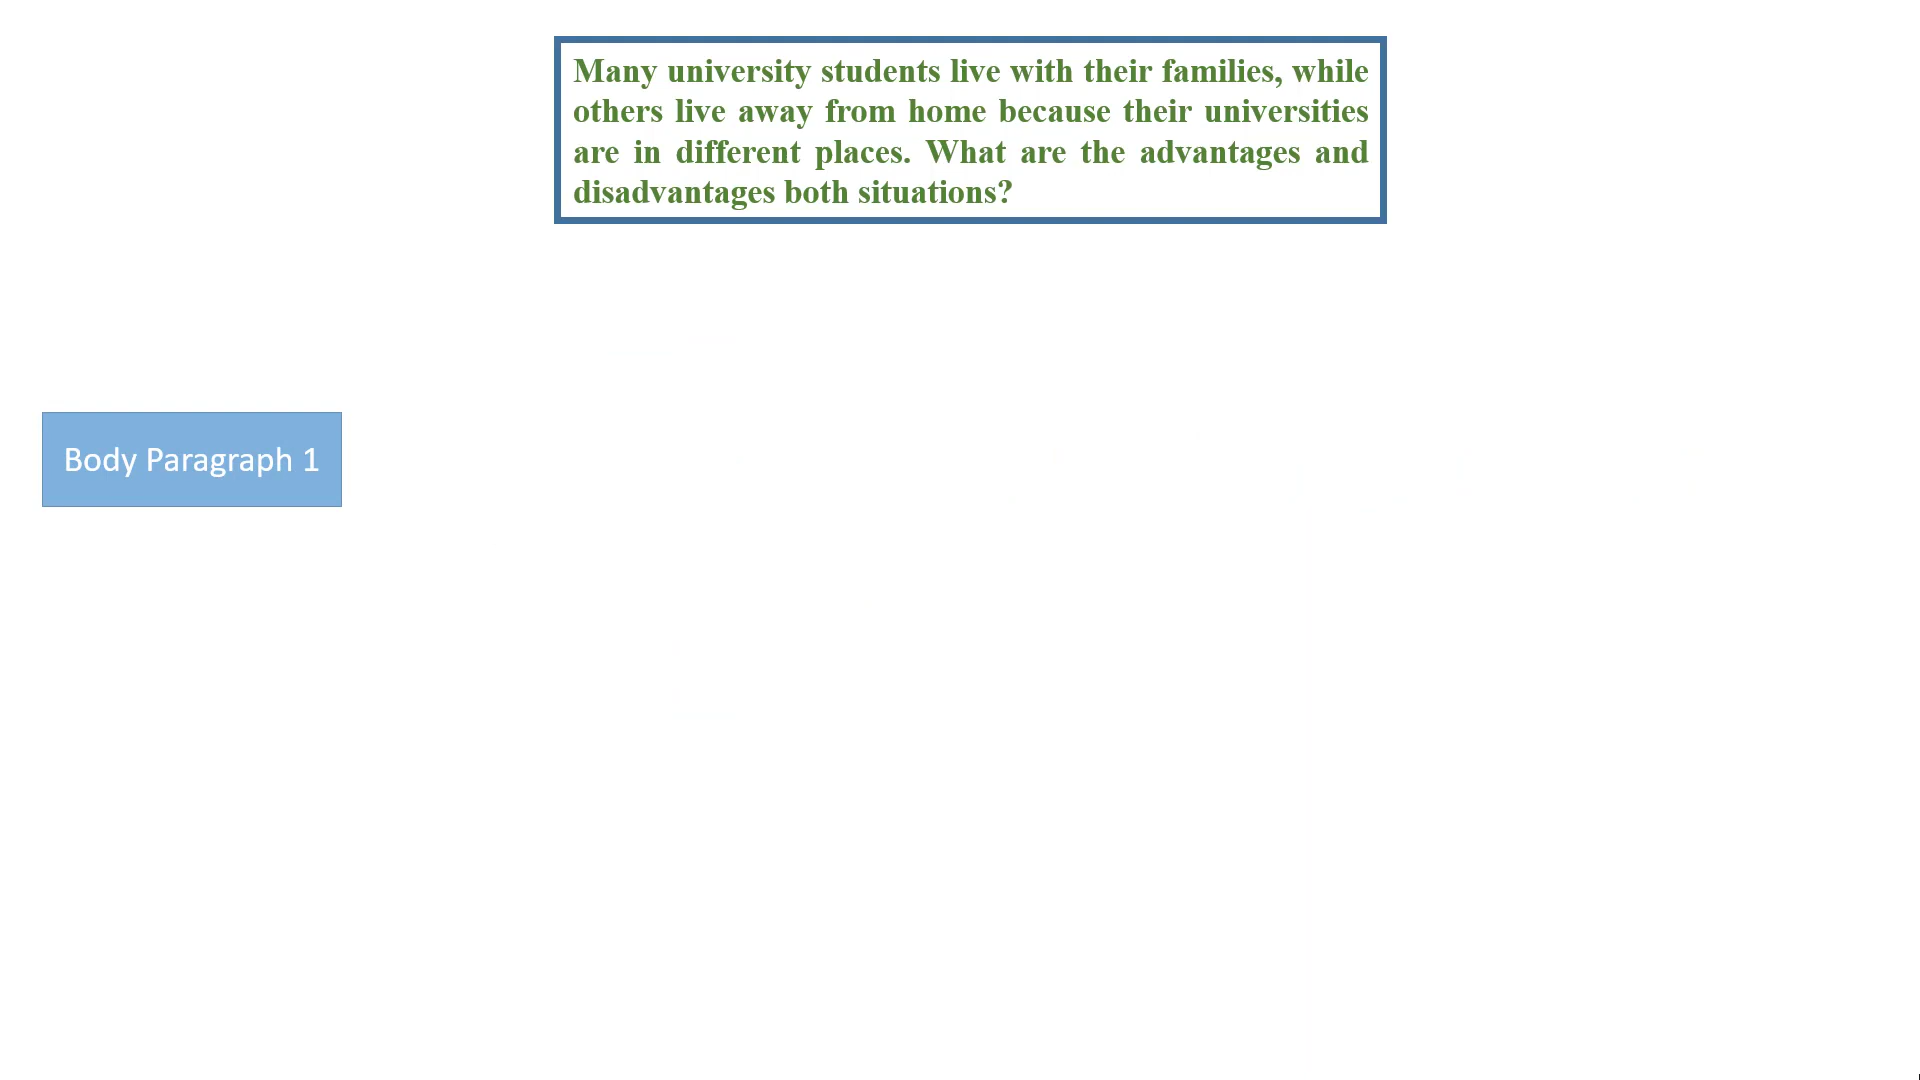 Many university students live with their families, while
others live away from home because their universities
are in different places. What are the advantages and
disadvantages both situations?
Body Paragraph 1